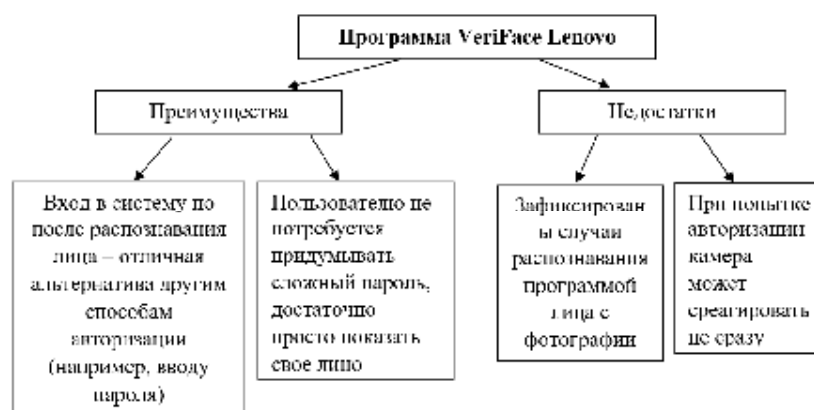 Программа VeriFace Lenovo
Преимущества
Недостатки
Вход в систему по
после распознавания
лица – отличная
альтернатива другим
способам
авторизации
(например, вводу
пароля)
Пользователю не
потребуется
придумывать
сложный пароль,
достаточно
просто показать
свое лицо
Зафиксирован
ы случаи
распознавания
программой
лица с
фотографии
При попытке
авторизации
камера
может
среагировать
не сразу